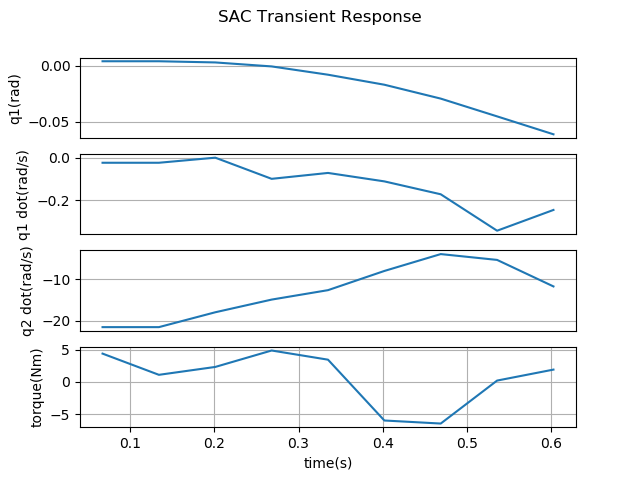 SAC Transient Response
q1(rad)
0.00
−0.05
q1 dot(rad/s)
0.0
−0.2
q2 dot(rad/s)
−10
−20
torque(Nm)
5
0
−5
0.1 0.2 0.3 0.4 0.5 0.6
time(s)